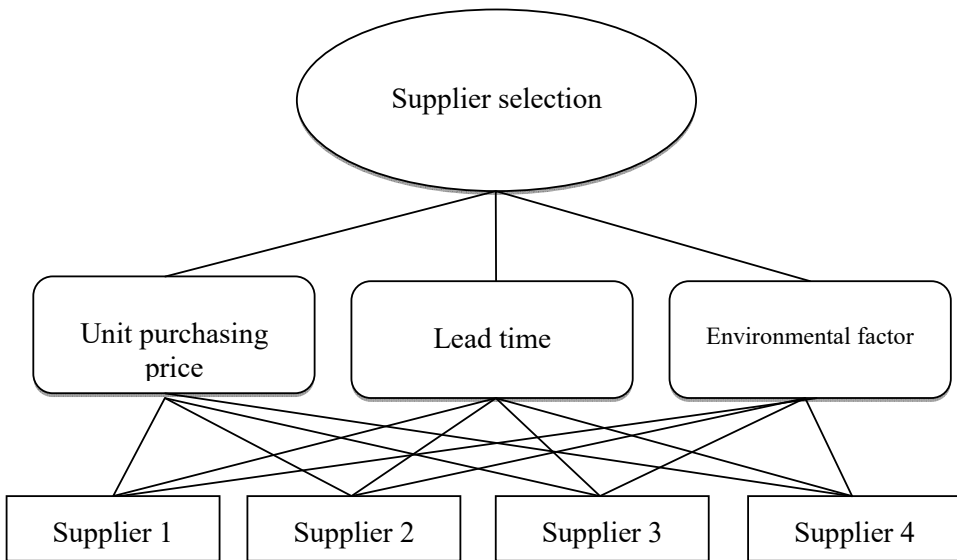 Supplier selection
Unit purchasing
price
Lead time
Environmental factor
Supplier 1
Supplier 2
Supplier 3
Supplier 4